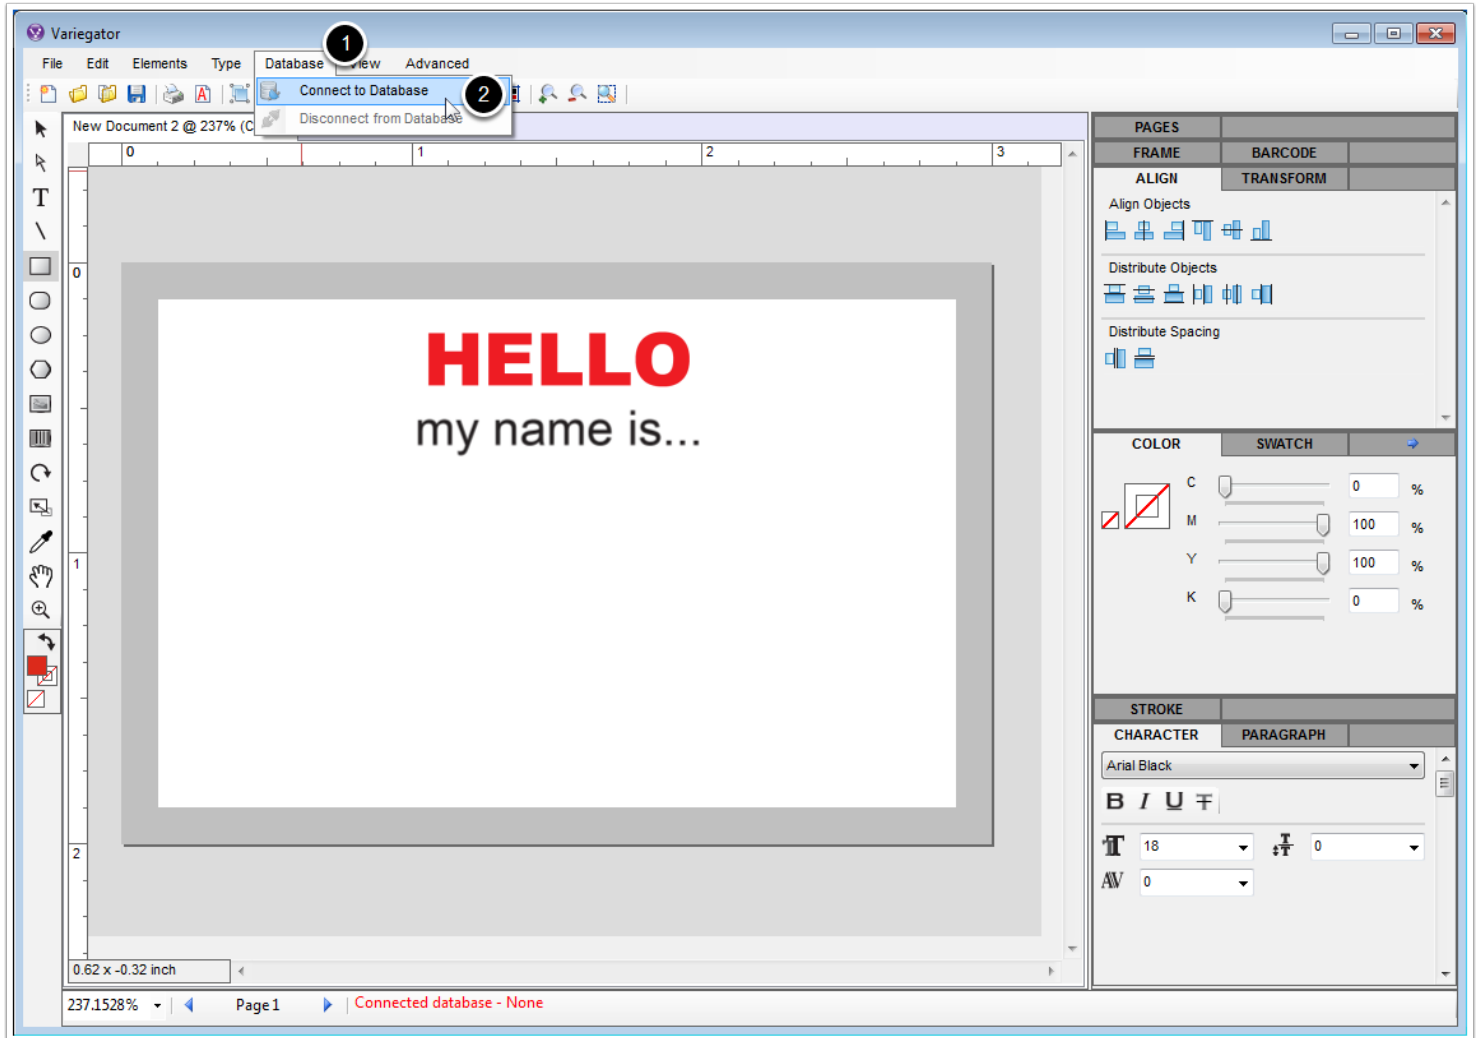 Variegator
1
File Edit Elements Type Database View Advanced
Connect to Database
2
Disconnect from Database
New Document 2 @ 237% (C
0 1 2 3
0
1
2
T
HELLO
my name is...
PAGES
FRAME BARCODE
ALIGN TRANSFORM
Align Objects
Distribute Objects
Distribute Spacing
COLOR SWATCH
C 0 %
M 100 %
Y 100 %
K 0 %
STROKE
CHARACTER PARAGRAPH
Arial Black
B I U T
18 0
0
0.62 x -0.32 inch
237.1528% Page 1 Connected database - None